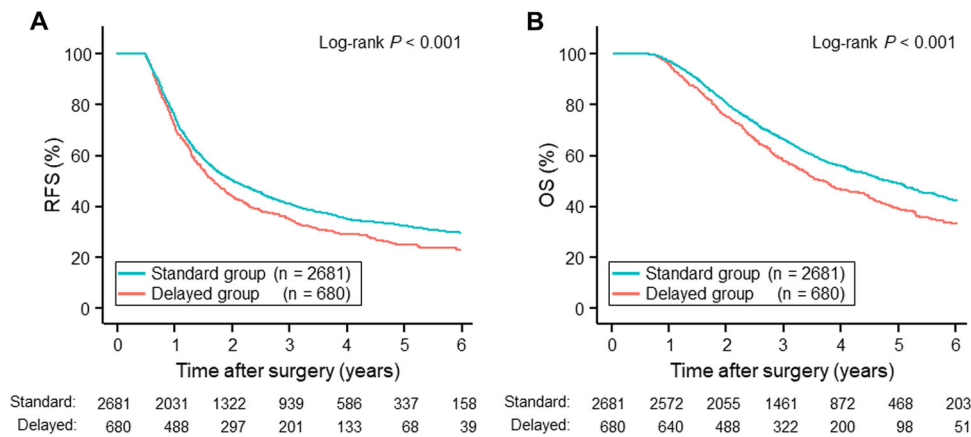 A
Log-rank P < 0.001
RFS (%)
100
80
60
40
20
0
Standard group (n = 2681)
Delayed group (n = 680)
0 1 2 3 4 5 6
Time after surgery (years)
Standard: 2681 2031 1322 939 586 337 158
Delayed: 680 488 297 201 133 68 39
B
Log-rank P < 0.001
OS (%)
100
80
60
40
20
0
Standard group (n = 2681)
Delayed group (n = 680)
0 1 2 3 4 5 6
Time after surgery (years)
Standard: 2681 2572 2055 1461 872 468 203
Delayed: 680 640 488 322 200 98 51